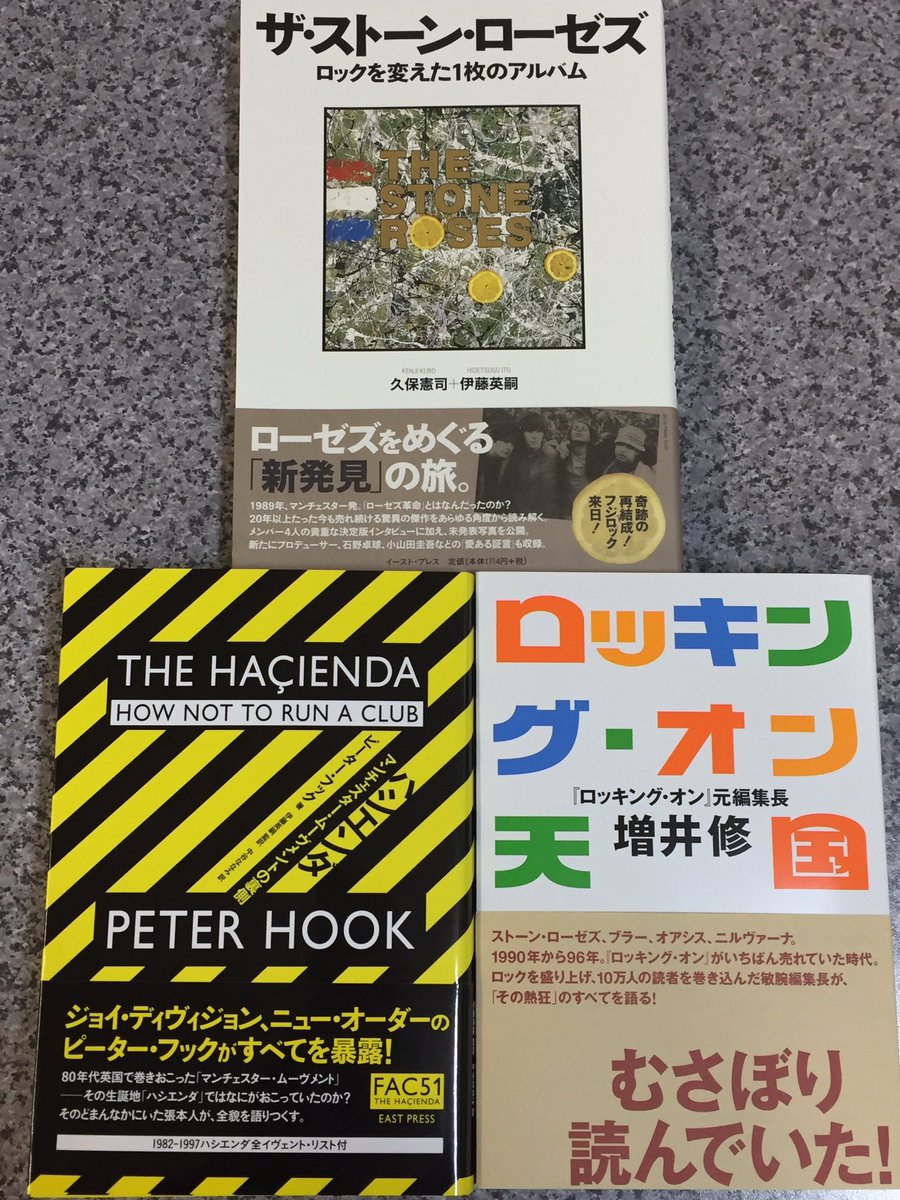 ザ・ストーン・ローゼズ
ロックを変えた1枚のアルバム
THE
STONE
ROSES
KENJI KUBO
HIDETSUGU ITO
久保憲司+伊藤英嗣
ローゼズをめぐる
「新発見」の旅。
1989年、マンチェスター発。「ローゼズ革命」とはなんだったのか?
20年以上たった今も売れ続ける驚異の傑作をあらゆる角度から読み解く。
メンバー4人の貴重な決定版インタビューに加え、未発表写真を公開。
新たにプロデューサー、石野卓球、小山田圭吾などの「愛ある証言」も収録。
イースト・プレス 定価(本体1714円+税)
奇跡の
再結成!
フジロック
来日!
THE HAÇIENDA
HOW NOT TO RUN A CLUB
ハシエンダ
マンチェスター・ムーヴメントの裏側
ピーター・フック 著
伊藤英嗣 監訳 中谷ななみ 訳
PETER HOOK
ジョイ・ディヴィジョン、ニュー・オーダーの
ピーター・フックがすべてを暴露!
80年代英国で巻きおこった「マンチェスター・ムーヴメント」
——その生誕地「ハシエンダ」ではなにがおこっていたのか?
そのどまんなかにいた張本人が、全貌を語りつくす。
FAC51
THE HAÇIENDA
EAST PRESS
1982-1997ハシエンダ全イヴェント・リスト付
ロッキン
グ・オン
『ロッキング・オン』元編集長
増井修
天国
ストーン・ローゼズ、ブラー、オアシス、ニルヴァーナ。
1990年から96年。『ロッキング・オン』がいちばん売れていた時代。
ロックを盛り上げ、10万人の読者を巻き込んだ敏腕編集長が、
「その熱狂」のすべてを語る!
むさぼり
読んでいた!